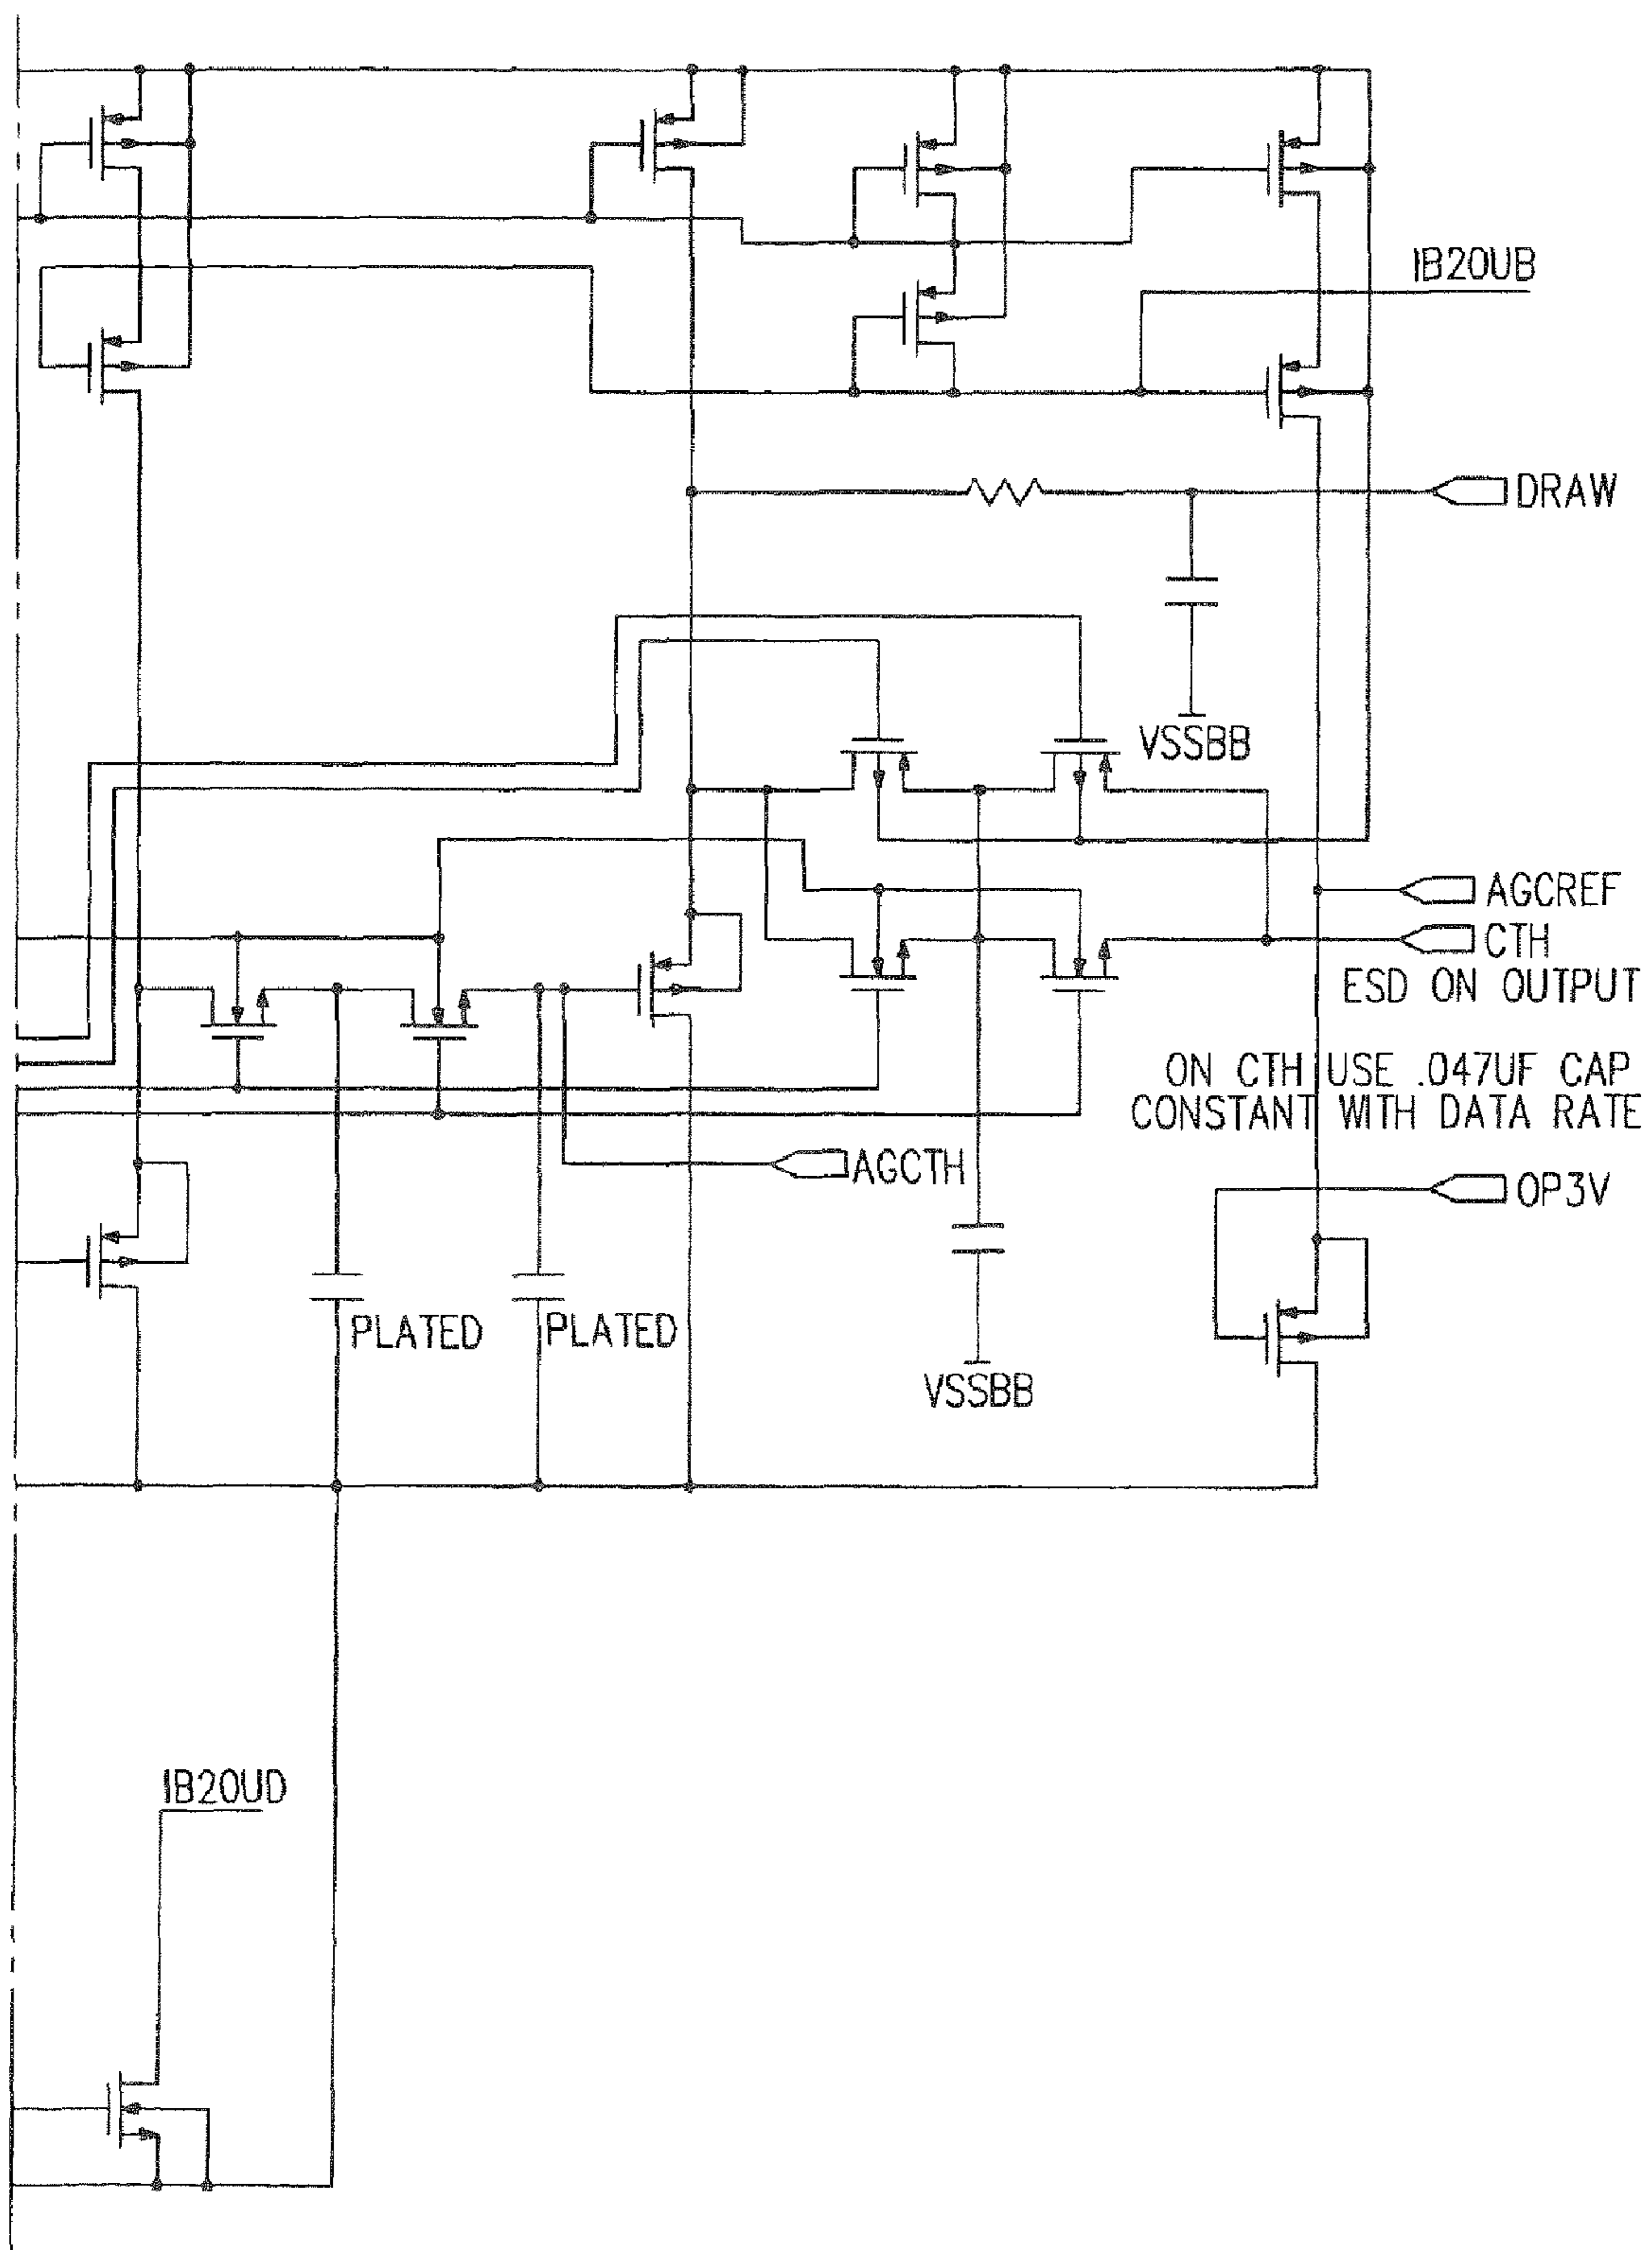 IB20UB
DRAW
VSSBB
AGCREF
CTH
ESD ON OUTPUT
ON CTH USE .047UF CAP
CONSTANT WITH DATA RATE
AGCTH
OP3V
PLATED
PLATED
VSSBB
IB20UD